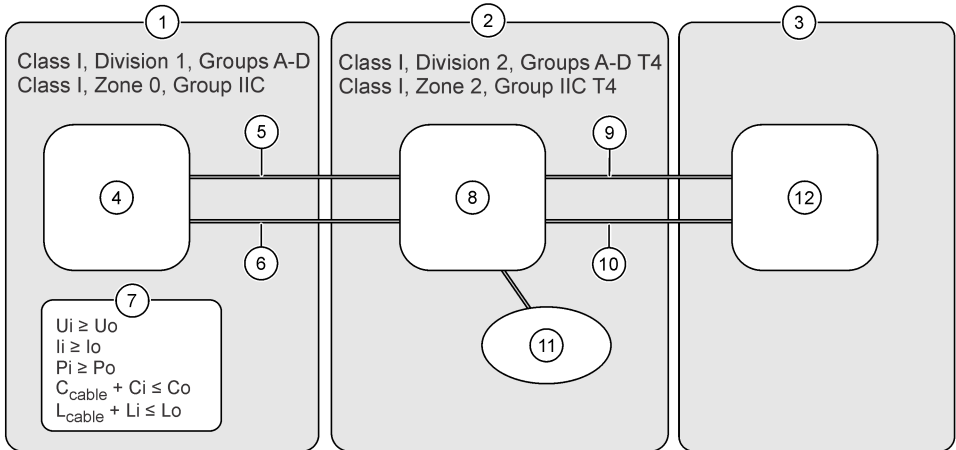 1
2
3
Class I, Division 1, Groups A-D
Class I, Zone 0, Group IIC
Class I, Division 2, Groups A-D T4
Class I, Zone 2, Group IIC T4
5
9
4
8
12
6
10
7
Ui ≥ Uo
Ii ≥ Io
Pi ≥ Po
Ccable + Ci ≤ Co
Lcable + Li ≤ Lo
11